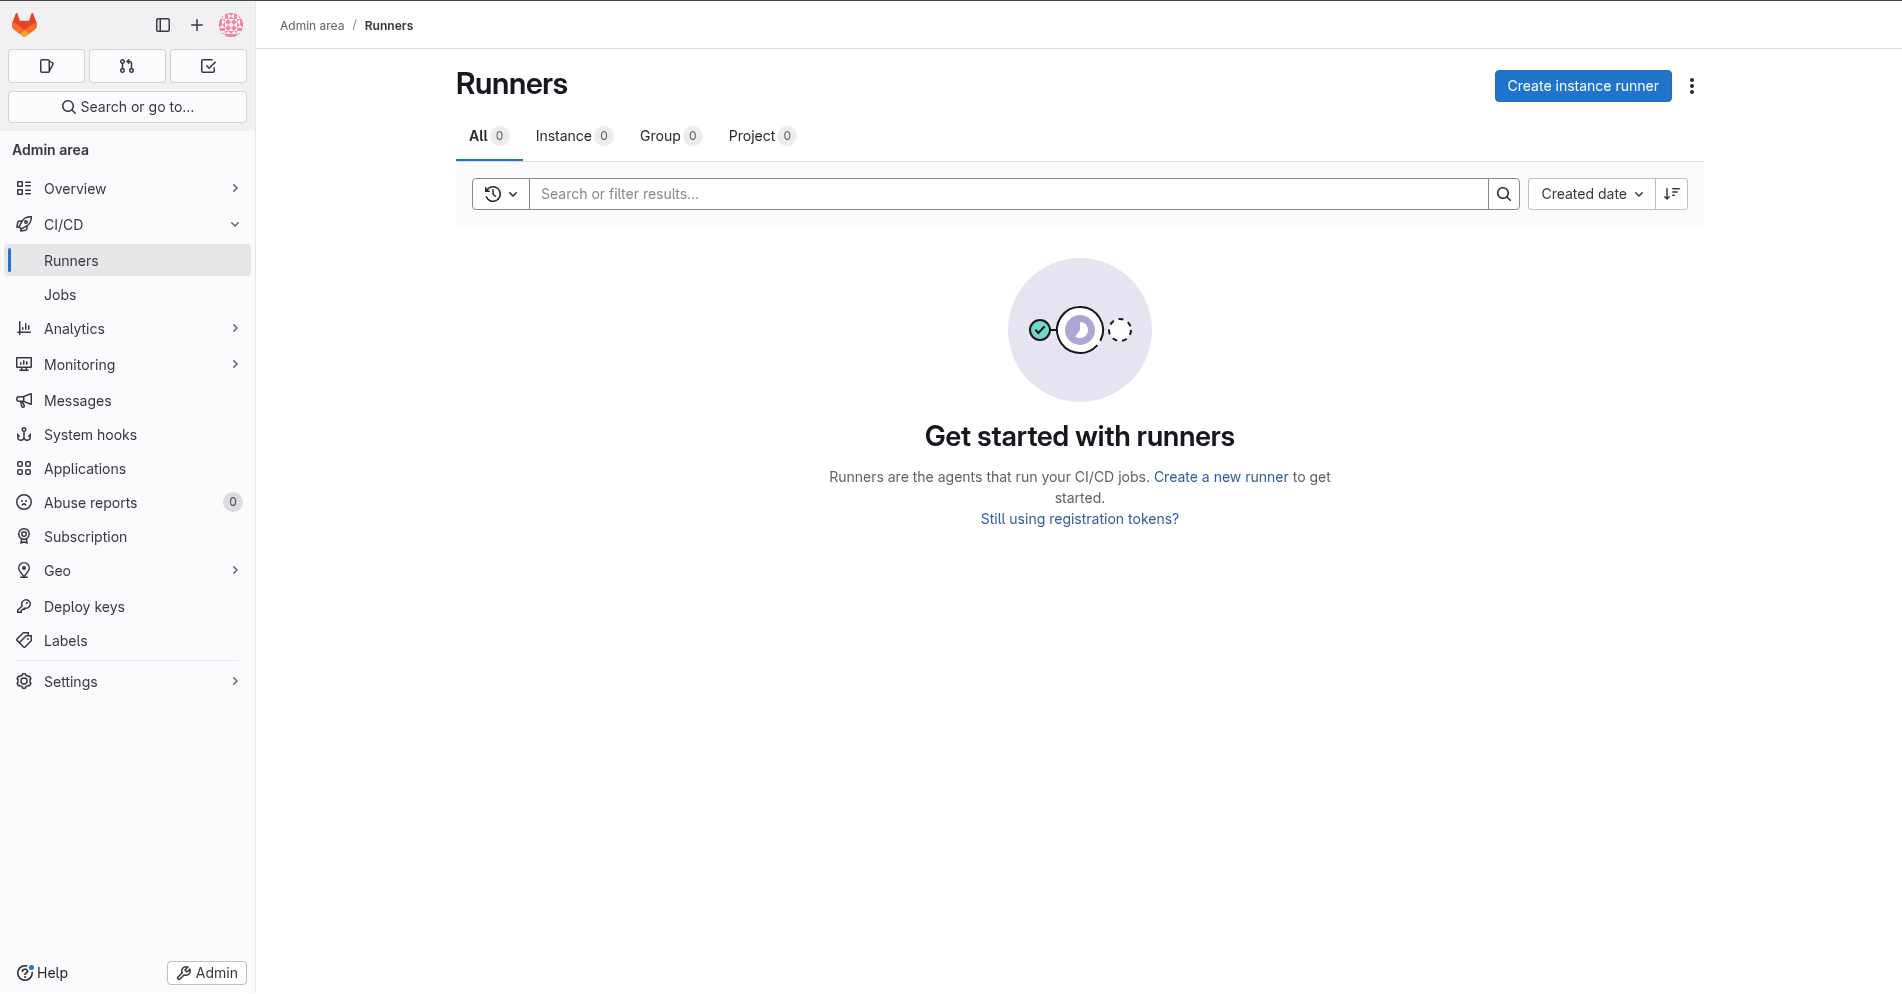 Search or go to...
Admin area
Overview
CI/CD
Runners
Jobs
Analytics
Monitoring
Messages
System hooks
Applications
Abuse reports 0
Subscription
Geo
Deploy keys
Labels
Settings
Help
Admin
Admin area / Runners
Runners
Create instance runner
All 0 Instance 0 Group 0 Project 0
Search or filter results...
Created date
Get started with runners
Runners are the agents that run your CI/CD jobs. Create a new runner to get
started.
Still using registration tokens?